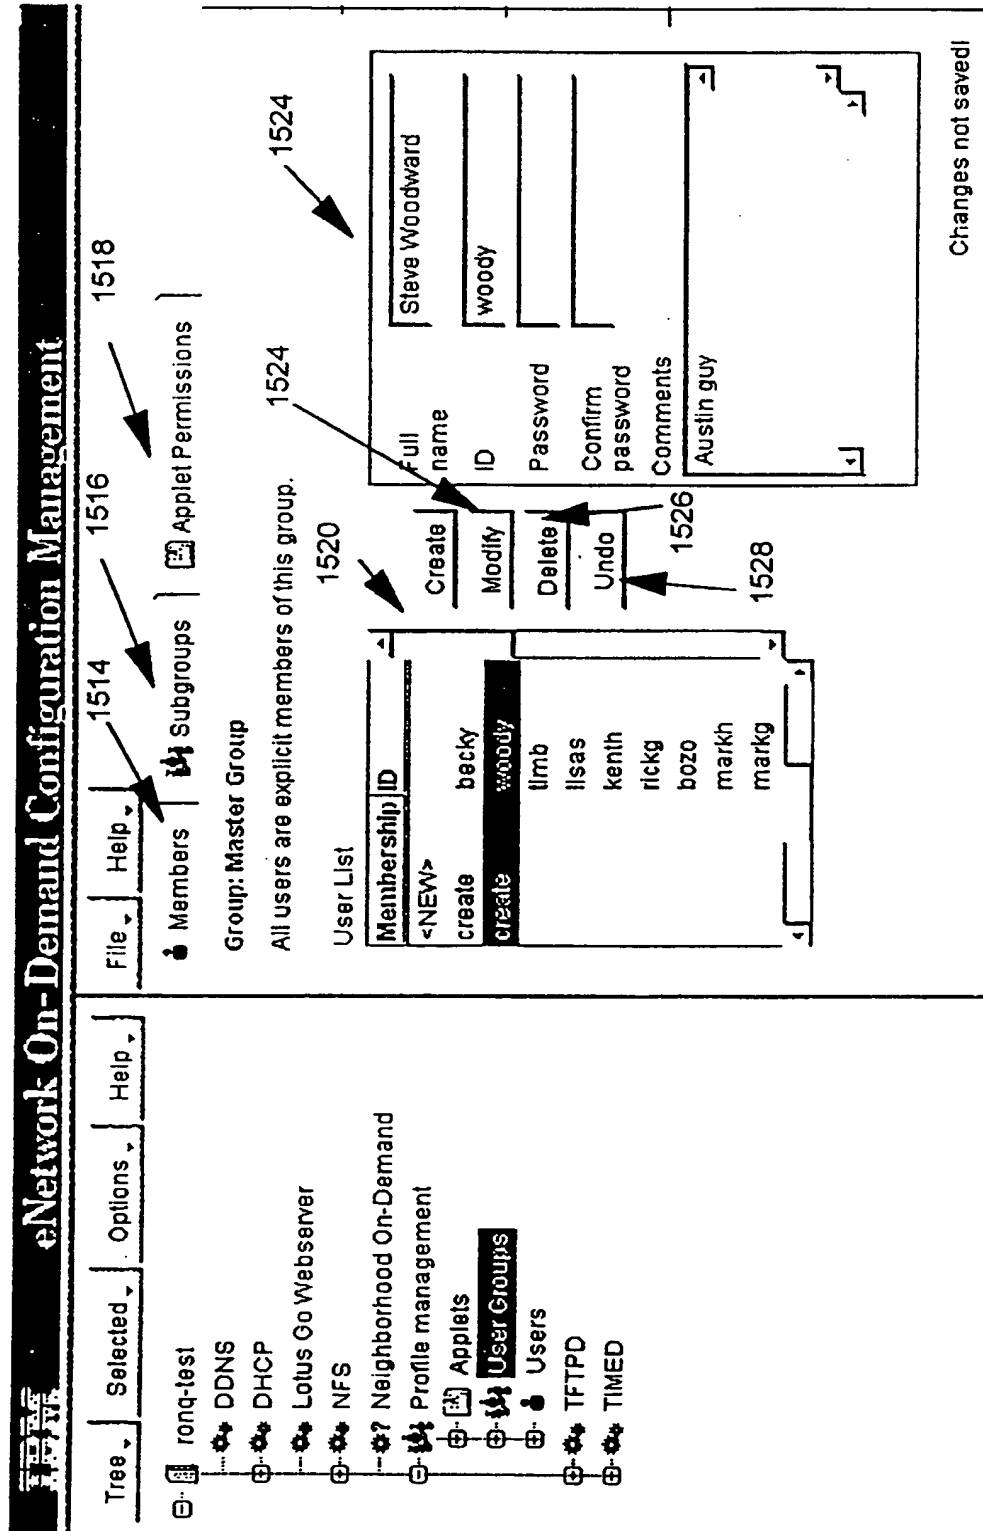 IBM eNetwork On-Demand Configuration Management
Tree Selected Options Help
ronq-test
DDNS
DHCP
Lotus Go Webserver
NFS
? Neighborhood On-Demand
Profile management
Applets
User Groups
Users
TFTPD
TIMED
File Help
1514 1516 1518
Members Subgroups Applet Permissions
Group: Master Group
All users are explicit members of this group.
User List
1520 1524 1524
Membership ID
<NEW>
create becky
create woody
timb
lisas
kenth
rickg
bozo
markh
markg
Create
Modify
Delete
Undo
1526
1528
Full name Steve Woodward
ID woody
Password
Confirm password
Comments
Austin guy
Changes not saved!